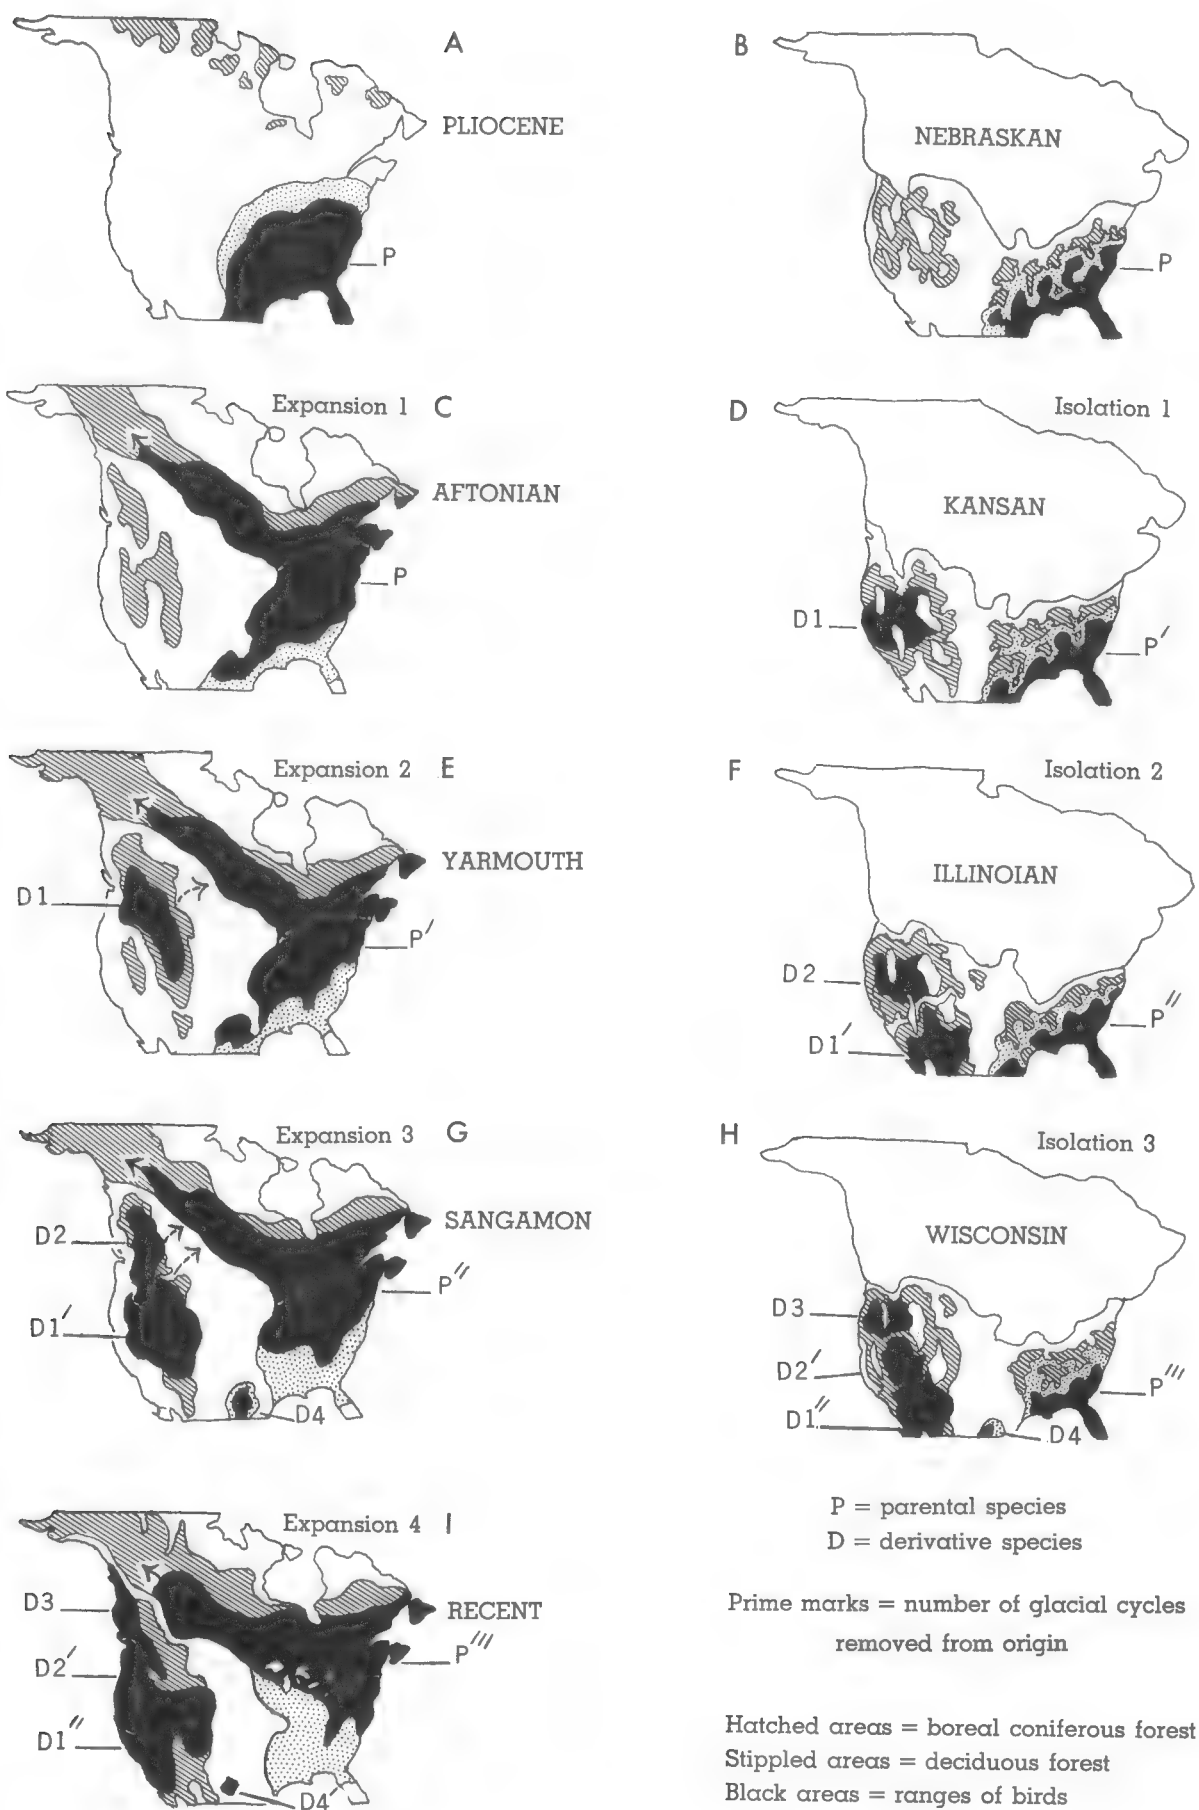 A
PLIOCENE
P
B
NEBRASKAN
P
Expansion 1 C
AFTONIAN
P
D Isolation 1
KANSAN
D1
P′
Expansion 2 E
YARMOUTH
D1
P′
F Isolation 2
ILLINOIAN
D2
D1′
P″
Expansion 3 G
SANGAMON
D2
P″
D1′
D4
H Isolation 3
WISCONSIN
D3
D2′
D1″
P‴
D4
Expansion 4 I
RECENT
D3
P‴
D2′
D1″
D4′
P = parental species
D = derivative species
Prime marks = number of glacial cycles
removed from origin
Hatched areas = boreal coniferous forest
Stippled areas = deciduous forest
Black areas = ranges of birds